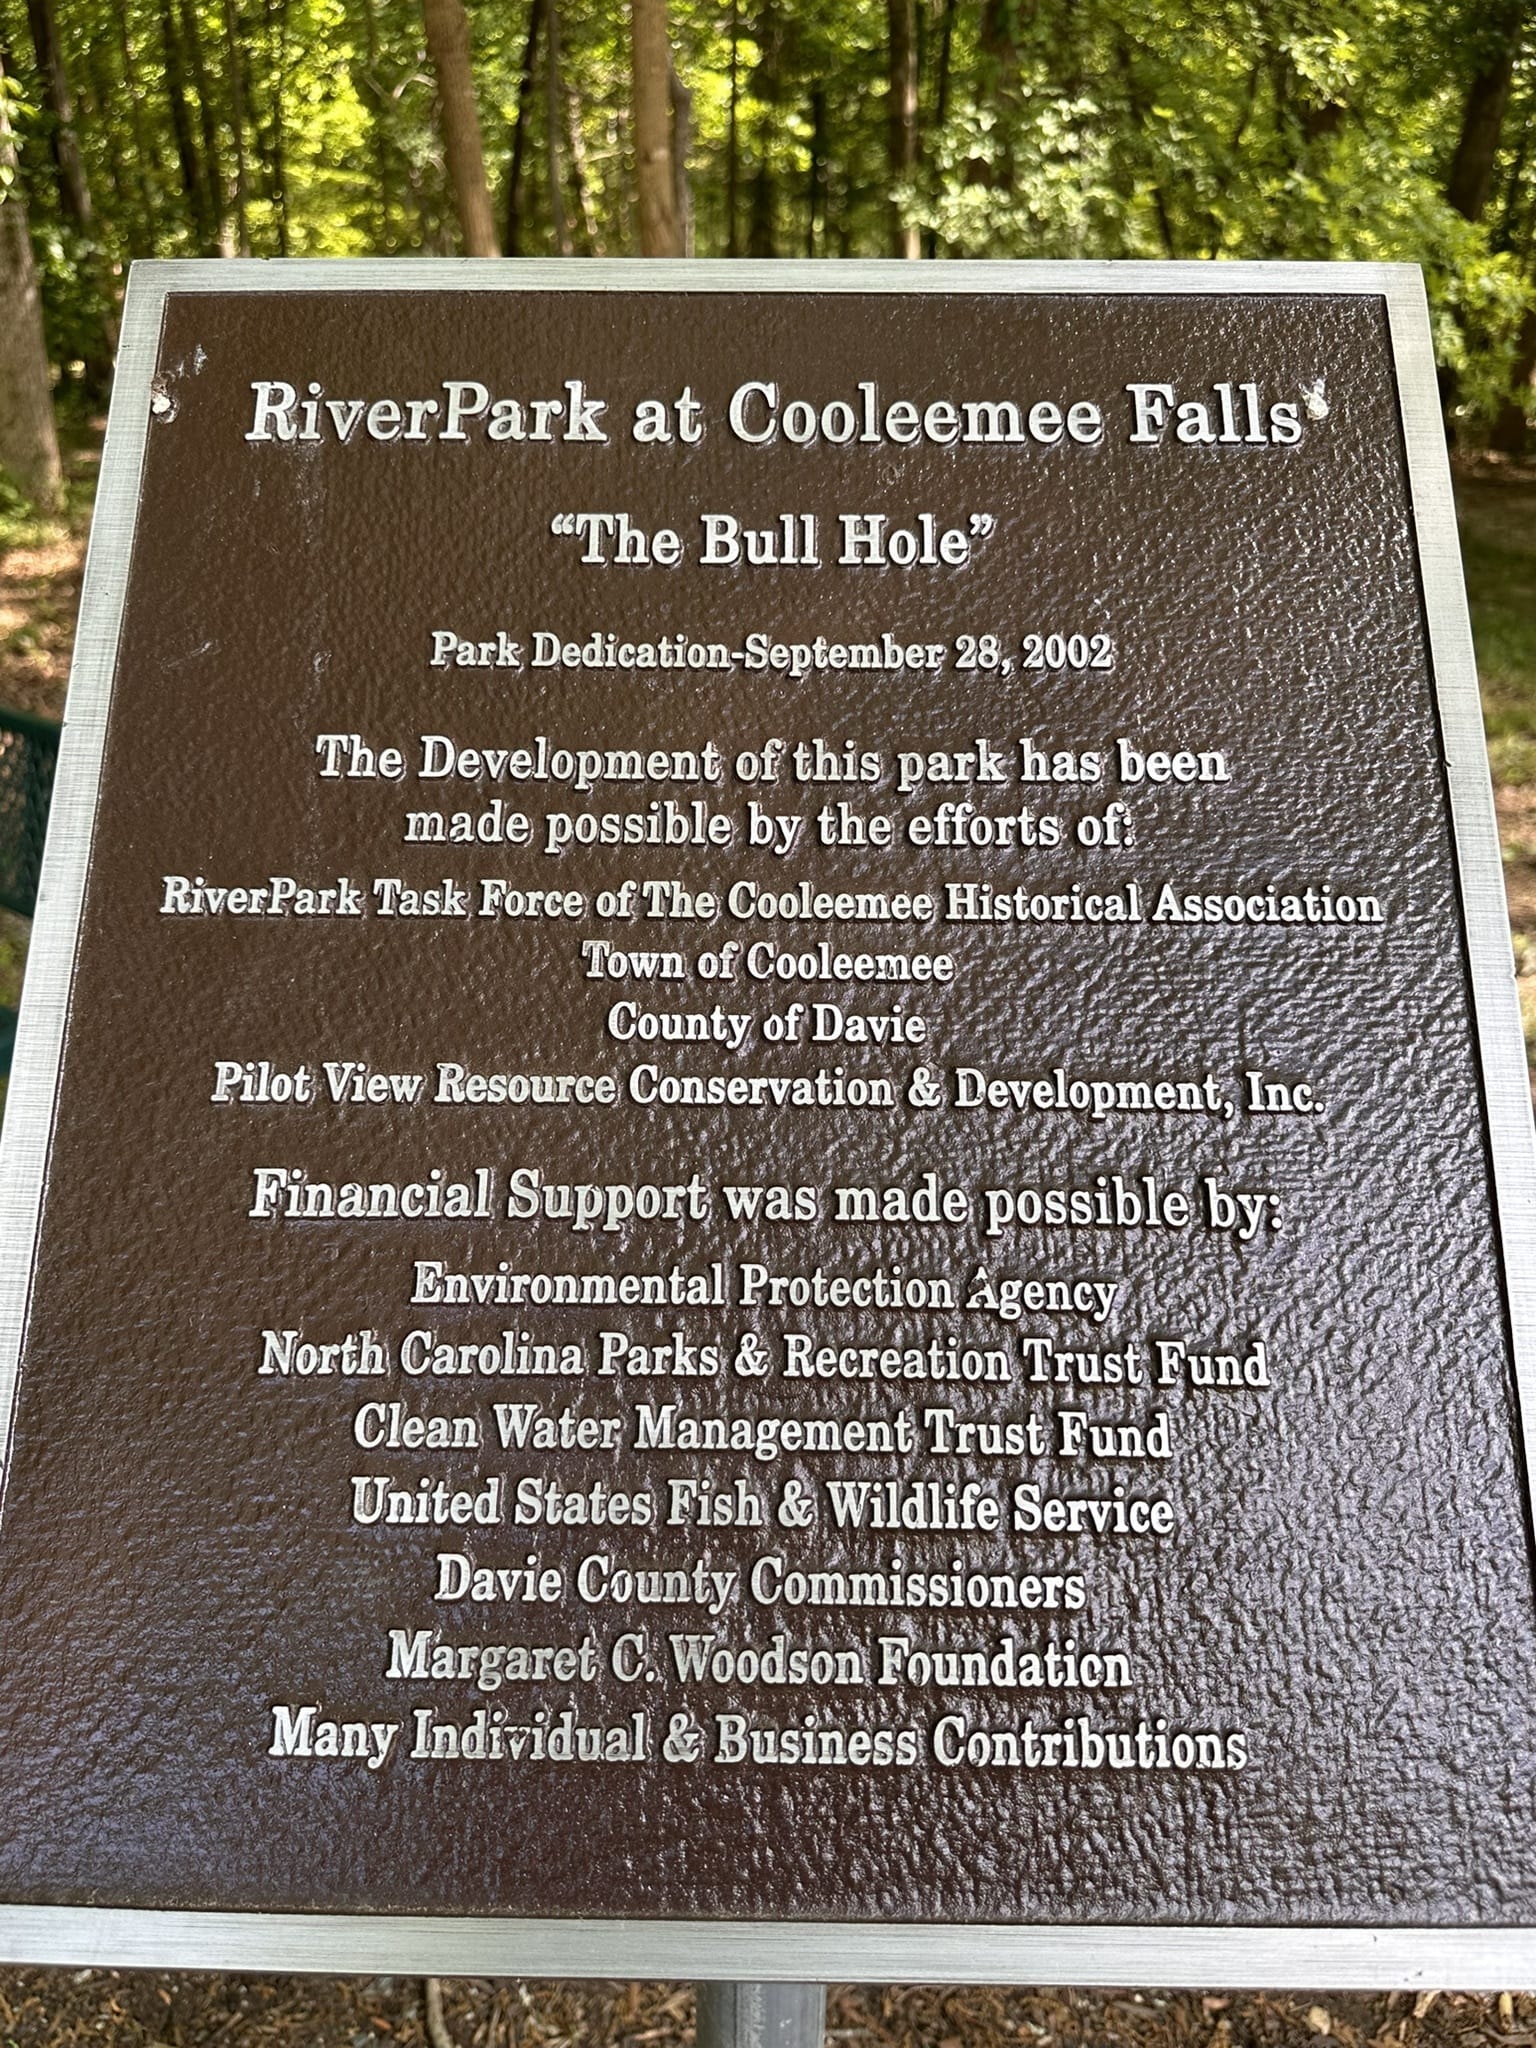 RiverPark at Cooleemee Falls
“The Bull Hole”
Park Dedication-September 28, 2002
The Development of this park has been
made possible by the efforts of:
RiverPark Task Force of The Cooleemee Historical Association
Town of Cooleemee
County of Davie
Pilot View Resource Conservation & Development, Inc.
Financial Support was made possible by:
Environmental Protection Agency
North Carolina Parks & Recreation Trust Fund
Clean Water Management Trust Fund
United States Fish & Wildlife Service
Davie County Commissioners
Margaret C. Woodson Foundation
Many Individual & Business Contributions